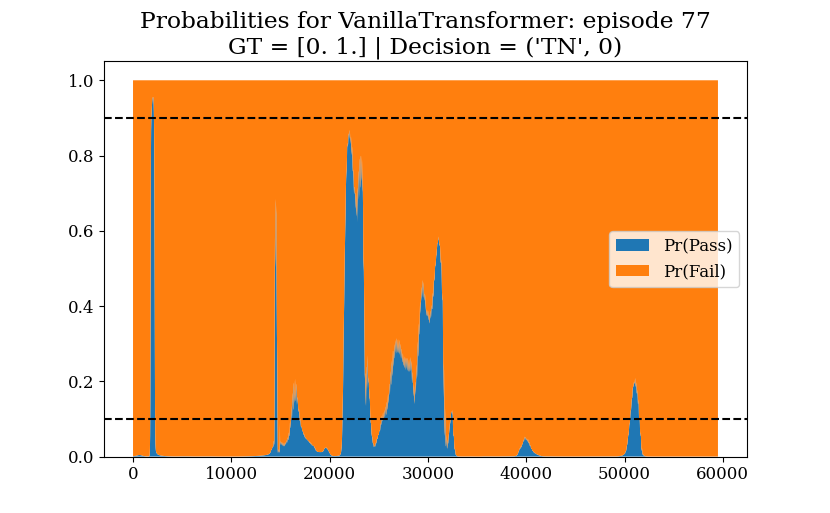 Probabilities for VanillaTransformer: episode 77
GT = [0. 1.] | Decision = ('TN', 0)
1.0
0.8
0.6
0.4
0.2
0.0
Pr(Pass)
Pr(Fail)
0 10000 20000 30000 40000 50000 60000